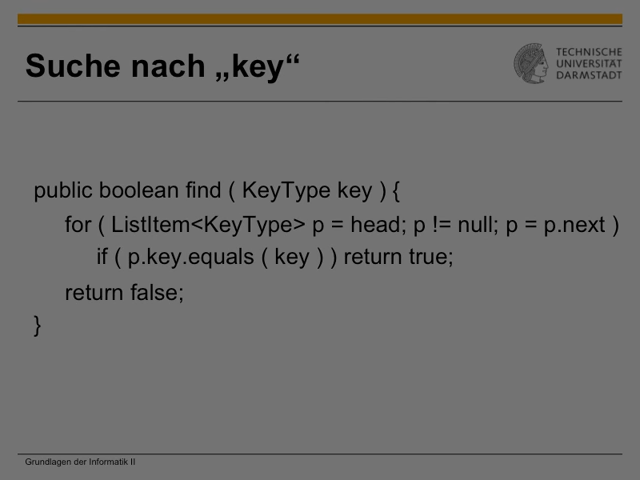 Suche nach „key“
TECHNISCHE
UNIVERSITÄT
DARMSTADT
public boolean find ( KeyType key ) {
for ( ListItem<KeyType> p = head; p != null; p = p.next )
if ( p.key.equals ( key ) ) return true;
return false;
}
Grundlagen der Informatik II